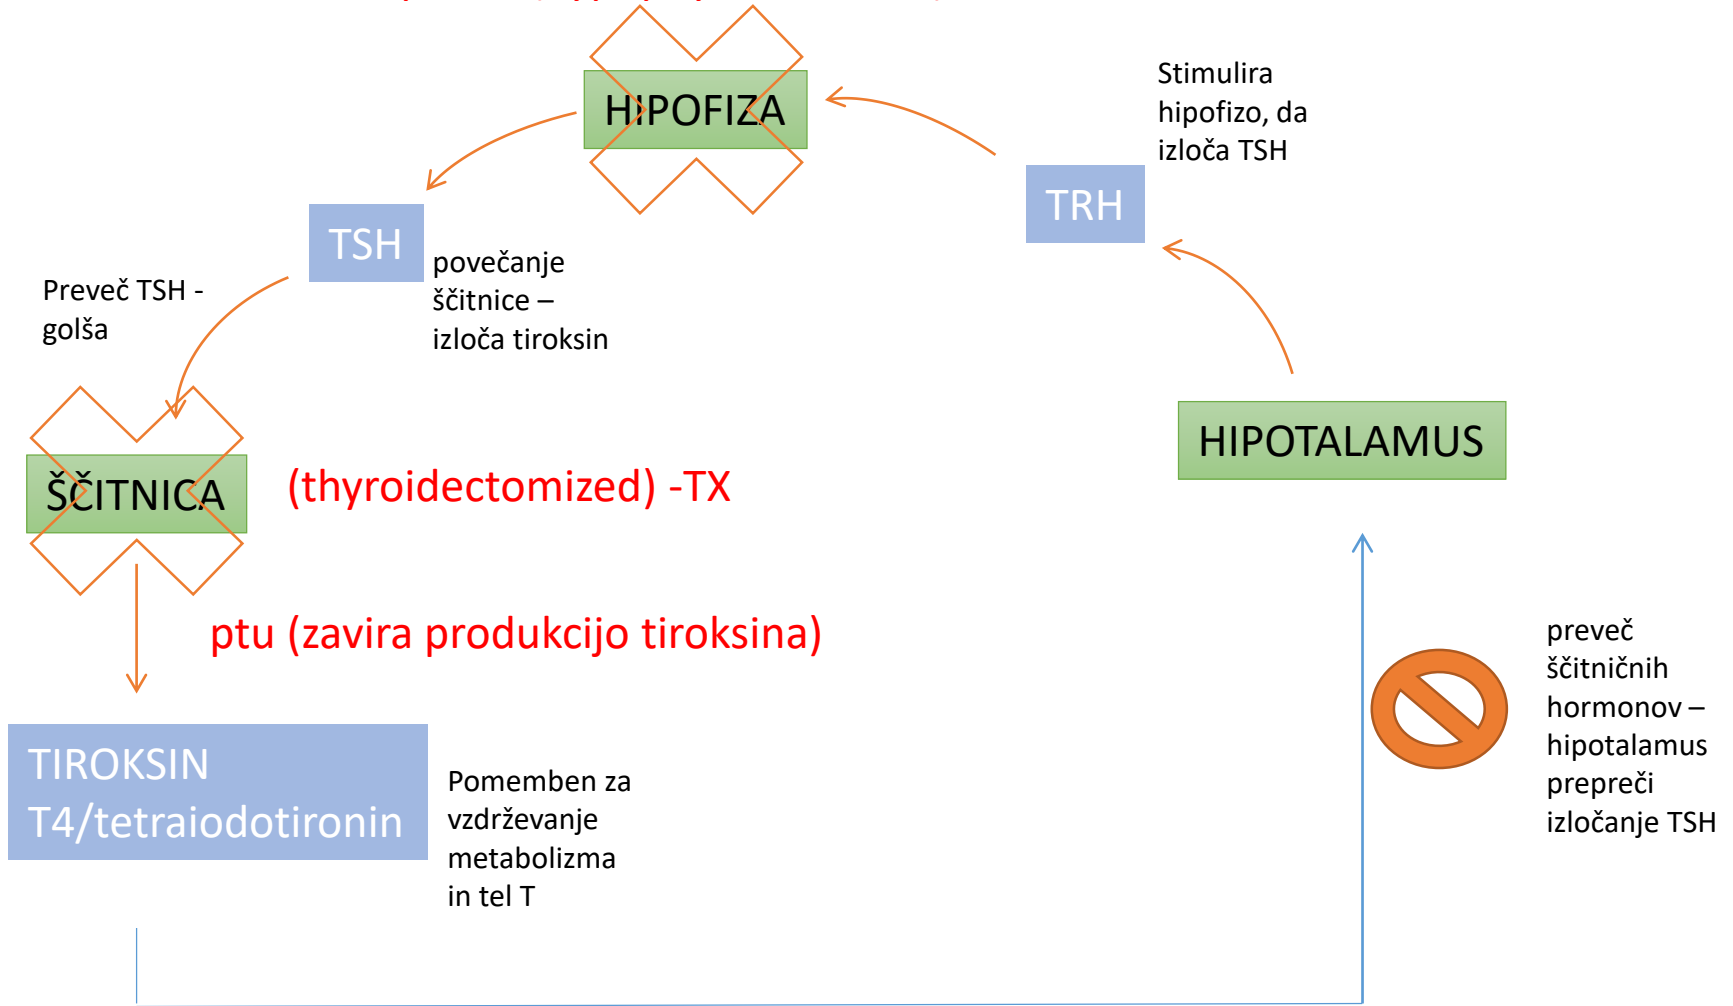 HIPOFIZA
Stimulira
hipofizo, da
izloča TSH
TRH
TSH
povečanje
ščitnice –
izloča tiroksin
Preveč TSH -
golša
HIPOTALAMUS
ŠČITNICA
(thyroidectomized) -TX
ptu (zavira produkcijo tiroksina)
TIROKSIN
T4/tetraiodotironin
Pomemben za
vzdrževanje
metabolizma
in tel T
preveč
ščitničnih
hormonov –
hipotalamus
prepreči
izločanje TSH